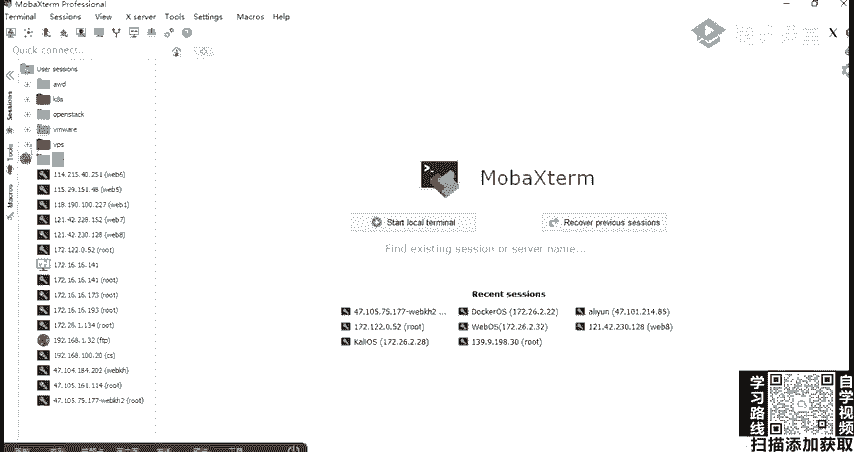 MobaXterm Professional
Terminal Sessions View X server Tools Settings Macros Help
Quick connect...
User sessions
awd
k8s
openstack
vmware
vps
114.215.40.251 (web6)
115.29.151.48 (web5)
118.190.100.227 (web1)
121.42.228.152 (web7)
121.42.230.128 (web8)
172.122.0.52 (root)
172.16.16.141
172.16.16.141 (root)
172.16.16.173 (root)
172.16.16.193 (root)
172.26.1.134 (root)
192.168.1.32 (ftp)
192.168.100.20 (cs)
47.104.184.202 (webkh)
47.105.161.114 (root)
47.105.75.177-webkh2 (root)
Sessions
Tools
Macros
MobaXterm
Start local terminal
Recover previous sessions
Find existing session or server name...
Recent sessions
47.105.75.177-webkh2 ...
DockerOS (172.26.2.22)
aliyun (47.101.214.85)
172.122.0.52 (root)
WebOS(172.26.2.32)
121.42.230.128 (web8)
KaliOS (172.26.2.28)
139.9.198.30 (root)
学习路线
自学视频
扫描添加获取